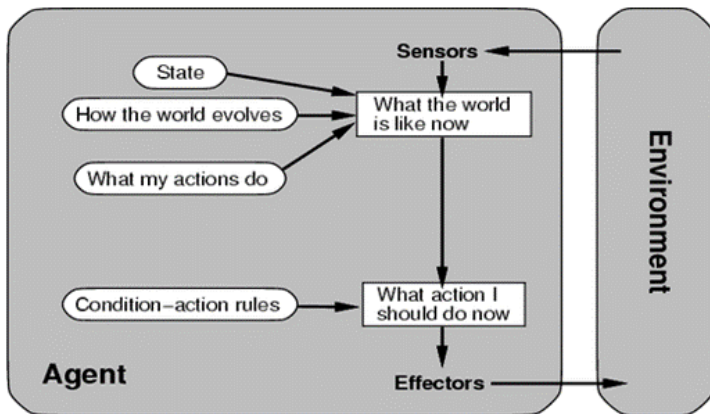 Sensors
State
What the world
is like now
How the world evolves
What my actions do
Condition−action rules
What action I
should do now
Agent
Effectors
Environment